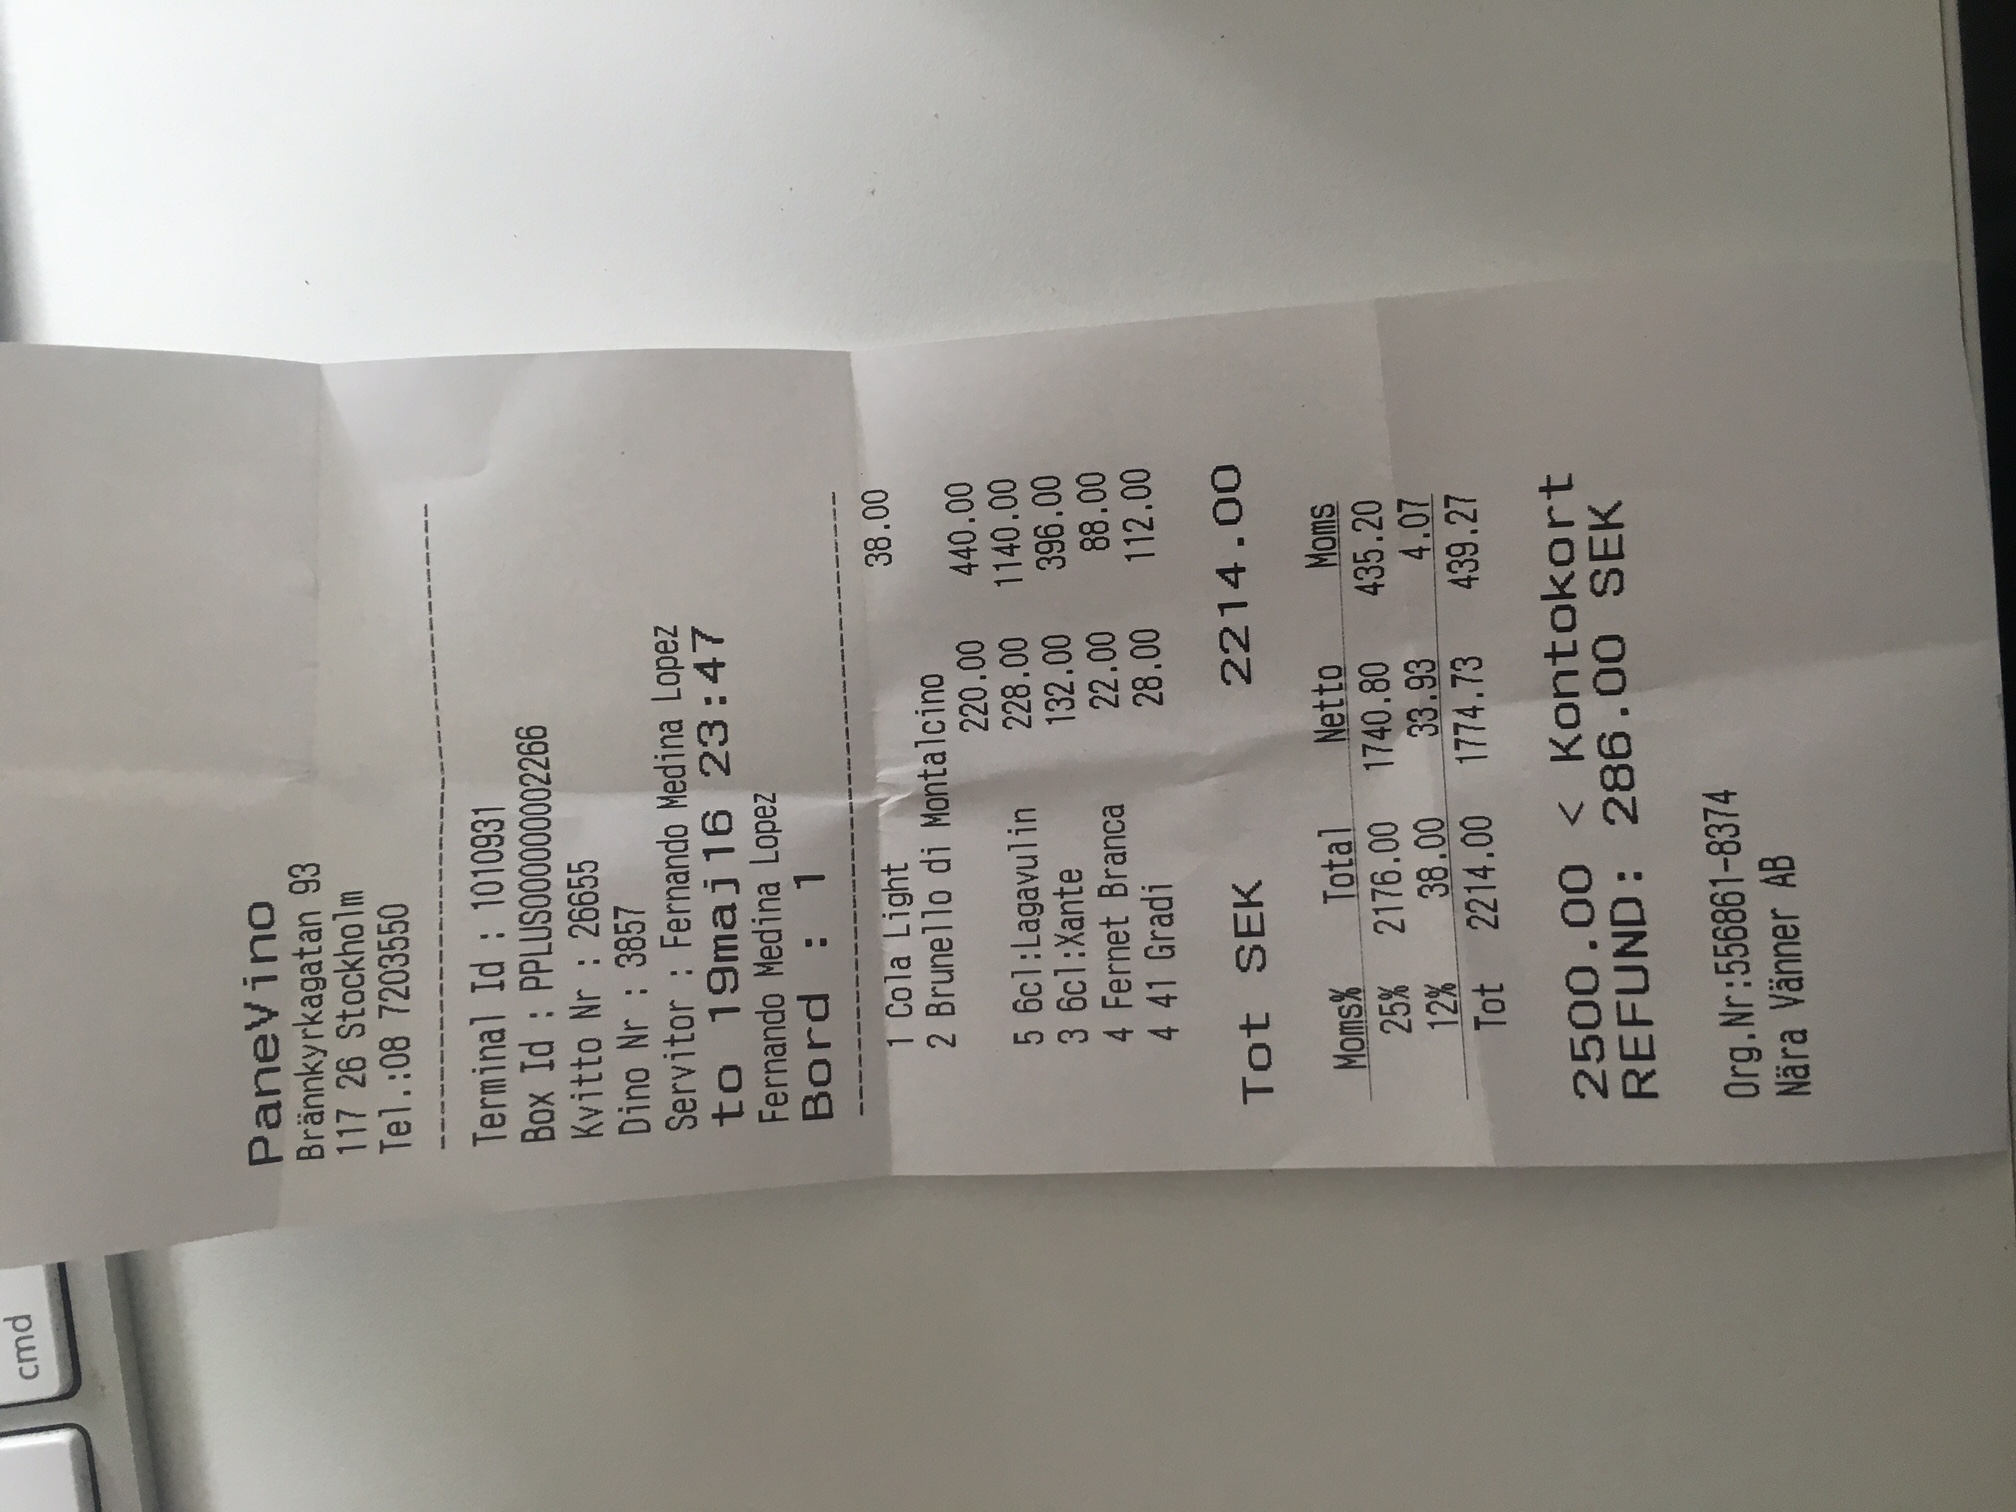 cmd
PaneVino
Brännkyrkagatan 93
117 26 Stockholm
Tel.:08 7203550
Terminal Id : 1010931
Box Id : PPLUS000000002266
Kvitto Nr : 26655
Dino Nr : 3857
Servitor : Fernando Medina Lopez
to 19maj16 23:47
Fernando Medina Lopez
Bord : 1
1 Cola Light 38.00
2 Brunello di Montalcino
220.00 440.00
5 6cl:Lagavulin 228.00 1140.00
3 6cl:Xante 132.00 396.00
4 Fernet Branca 22.00 88.00
4 41 Gradi 28.00 112.00
Tot SEK 2214.00
Moms% Total Netto Moms
25% 2176.00 1740.80 435.20
12% 38.00 33.93 4.07
Tot 2214.00 1774.73 439.27
2500.00 < Kontokort
REFUND: 286.00 SEK
Org.Nr:556861-8374
Nära Vänner AB